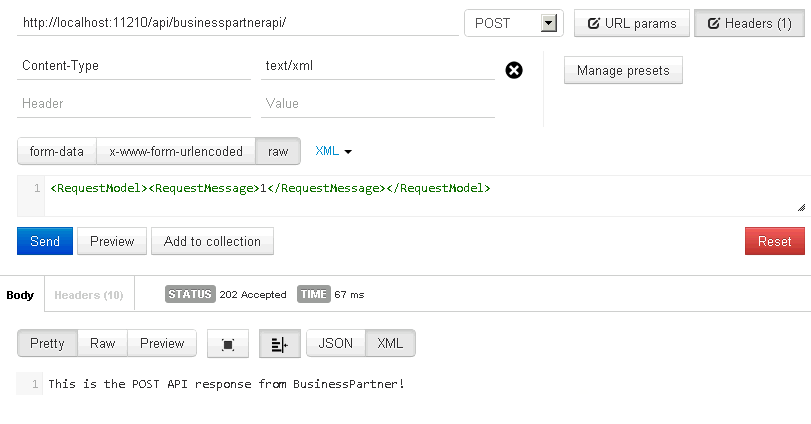 http://localhost:11210/api/businesspartnerapi/ POST URL params Headers (1)
Content-Type text/xml Manage presets
Header Value
form-data x-www-form-urlencoded raw XML
1 <RequestModel><RequestMessage>1</RequestMessage></RequestModel>
Send Preview Add to collection Reset
Body Headers (10) STATUS 202 Accepted TIME 67 ms
Pretty Raw Preview JSON XML
1 This is the POST API response from BusinessPartner!